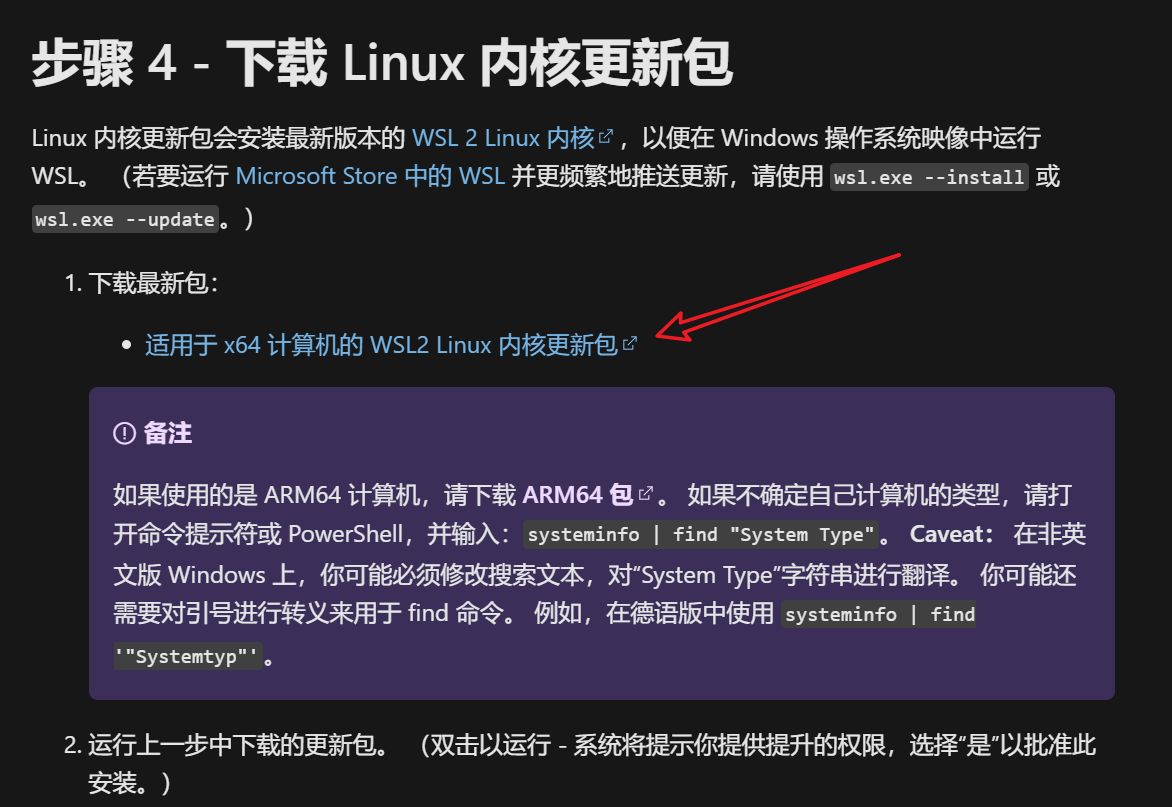 步骤 4 - 下载 Linux 内核更新包
Linux 内核更新包会安装最新版本的 WSL 2 Linux 内核，以便在 Windows 操作系统映像中运行
WSL。 （若要运行 Microsoft Store 中的 WSL 并更频繁地推送更新，请使用 wsl.exe --install 或
wsl.exe --update。）
1. 下载最新包：
• 适用于 x64 计算机的 WSL2 Linux 内核更新包
备注
如果使用的是 ARM64 计算机，请下载 ARM64 包。 如果不确定自己计算机的类型，请打
开命令提示符或 PowerShell，并输入：systeminfo | find "System Type"。 Caveat： 在非英
文版 Windows 上，你可能必须修改搜索文本，对“System Type”字符串进行翻译。 你可能还
需要对引号进行转义来用于 find 命令。 例如，在德语版中使用 systeminfo | find
'"Systemtyp"'。
2. 运行上一步中下载的更新包。 （双击以运行 - 系统将提示你提供提升的权限，选择“是”以批准此
安装。）